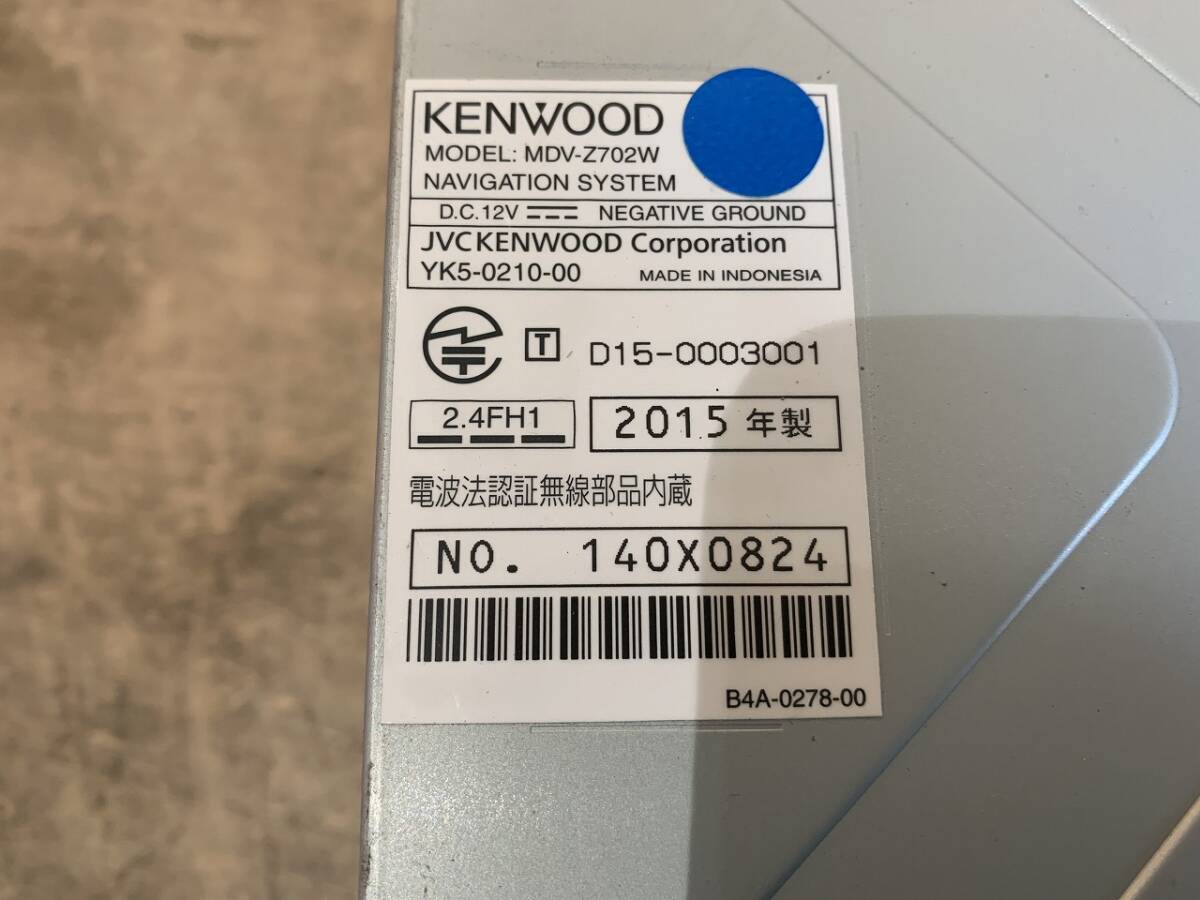 KENWOOD
MODEL: MDV-Z702W
NAVIGATION SYSTEM
D.C.12V NEGATIVE GROUND
JVCKENWOOD Corporation
YK5-0210-00 MADE IN INDONESIA
T D15-0003001
2.4FH1 2015 年製
電波法認証無線部品内蔵
NO. 140X0824
B4A-0278-00